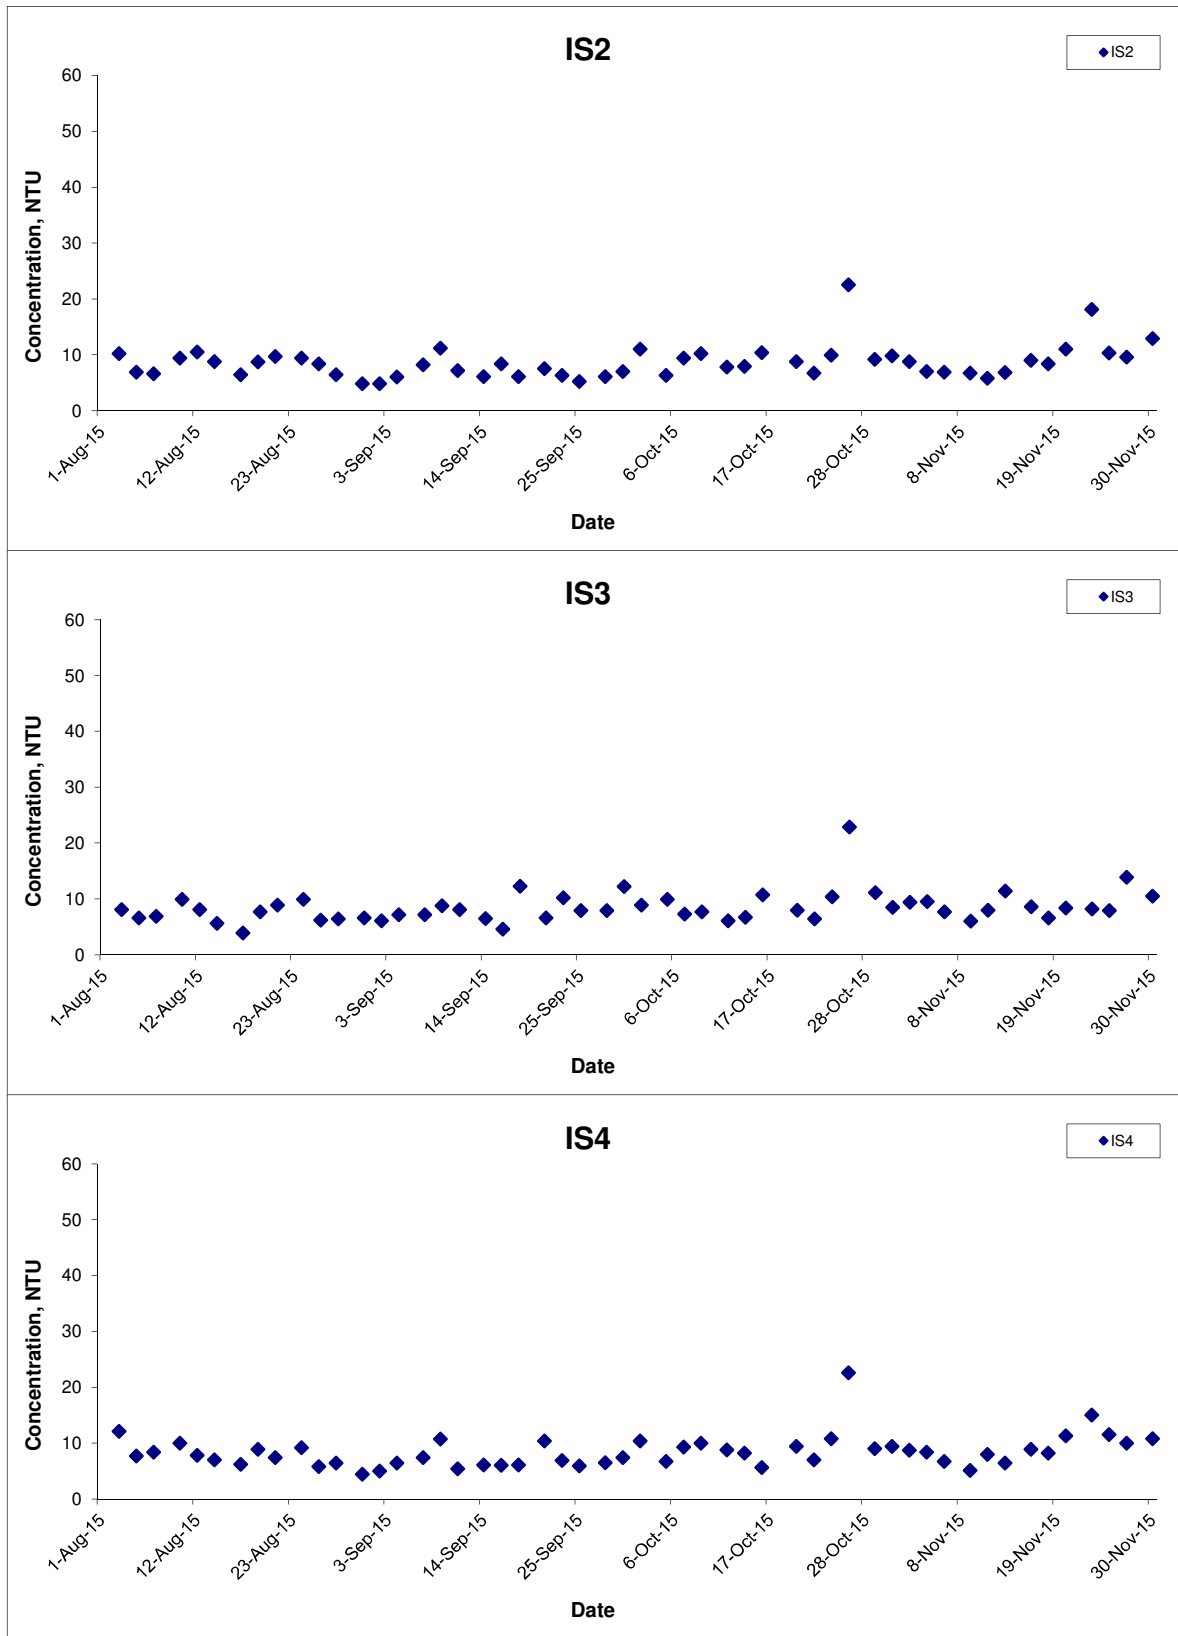 IS2
IS2
60
50
40
30
20
10
0
Concentration, NTU
1-Aug-15
12-Aug-15
23-Aug-15
3-Sep-15
14-Sep-15
25-Sep-15
6-Oct-15
17-Oct-15
28-Oct-15
8-Nov-15
19-Nov-15
30-Nov-15
Date
IS3
IS3
60
50
40
30
20
10
0
Concentration, NTU
1-Aug-15
12-Aug-15
23-Aug-15
3-Sep-15
14-Sep-15
25-Sep-15
6-Oct-15
17-Oct-15
28-Oct-15
8-Nov-15
19-Nov-15
30-Nov-15
Date
IS4
IS4
60
50
40
30
20
10
0
Concentration, NTU
1-Aug-15
12-Aug-15
23-Aug-15
3-Sep-15
14-Sep-15
25-Sep-15
6-Oct-15
17-Oct-15
28-Oct-15
8-Nov-15
19-Nov-15
30-Nov-15
Date